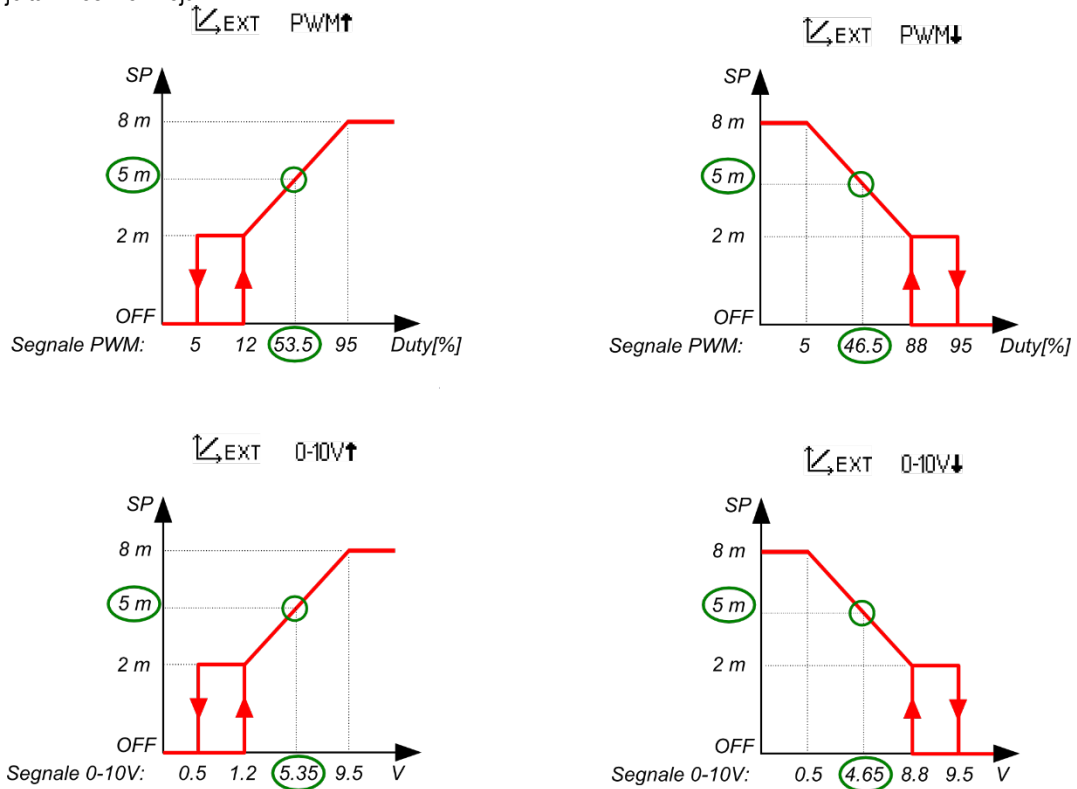 EXT PWM↑
SP
8 m
5 m
2 m
OFF
Segnale PWM: 5 12 53.5 95 Duty[%]
EXT PWM↓
SP
8 m
5 m
2 m
OFF
Segnale PWM: 5 46.5 88 95 Duty[%]
EXT 0-10V↑
SP
8 m
5 m
2 m
OFF
Segnale 0-10V: 0.5 1.2 5.35 9.5 V
EXT 0-10V↓
SP
8 m
5 m
2 m
OFF
Segnale 0-10V: 0.5 4.65 8.8 9.5 V